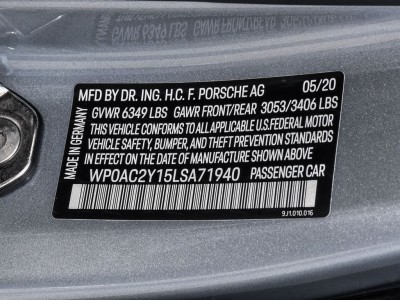 MFD BY DR. ING. H.C. F. PORSCHE AG 05/20
GVWR 6349 LBS GAWR FRONT/REAR 3053/3406 LBS
THIS VEHICLE CONFORMS TO ALL APPLICABLE U.S.FEDERAL MOTOR
VEHICLE SAFETY, BUMPER, AND THEFT PREVENTION STANDARDS
IN EFFECT ON THE DATE OF MANUFACTURE SHOWN ABOVE.
WP0AC2Y15LSA71940 PASSENGER CAR
9J1.010.016
MADE IN GERMANY